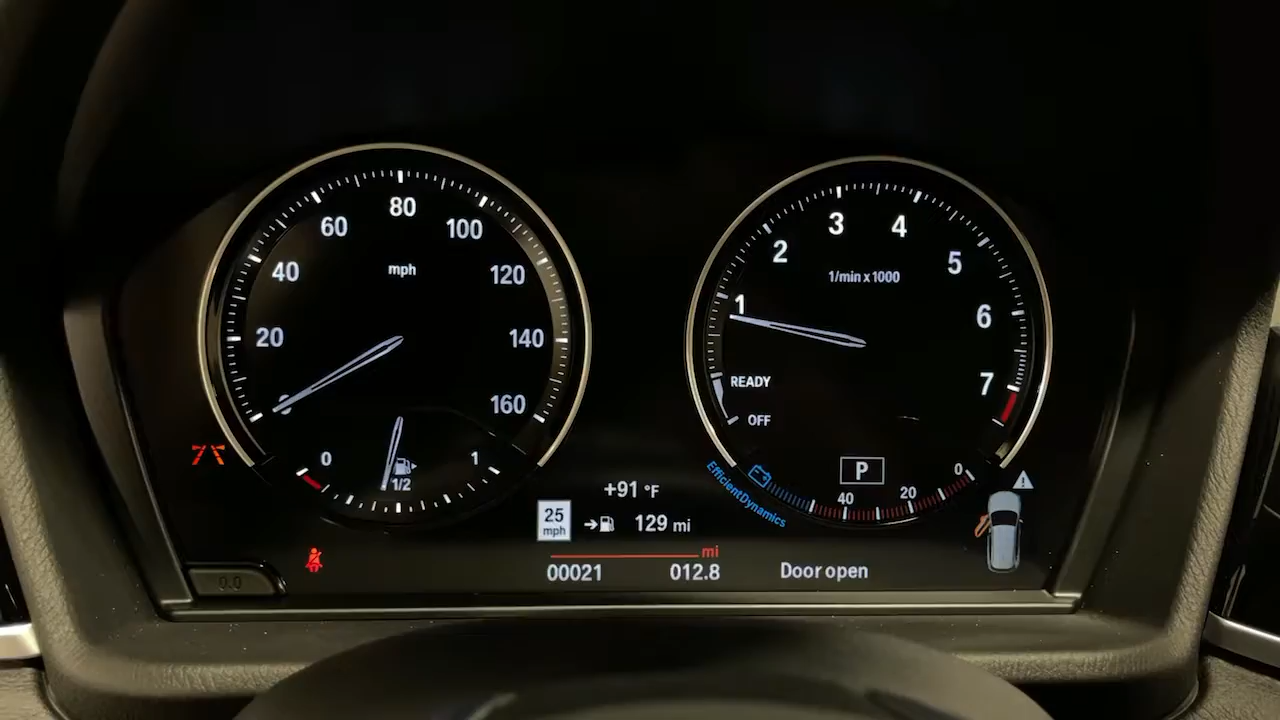 80
60
100
40
mph
120
20
140
160
0
1
1/2
3
4
2
5
1/min x 1000
1
6
READY
7
OFF
P
0
20
40
EfficientDynamics
+91 °F
25
mph
129 mi
mi
00021
012.8
Door open
0.0